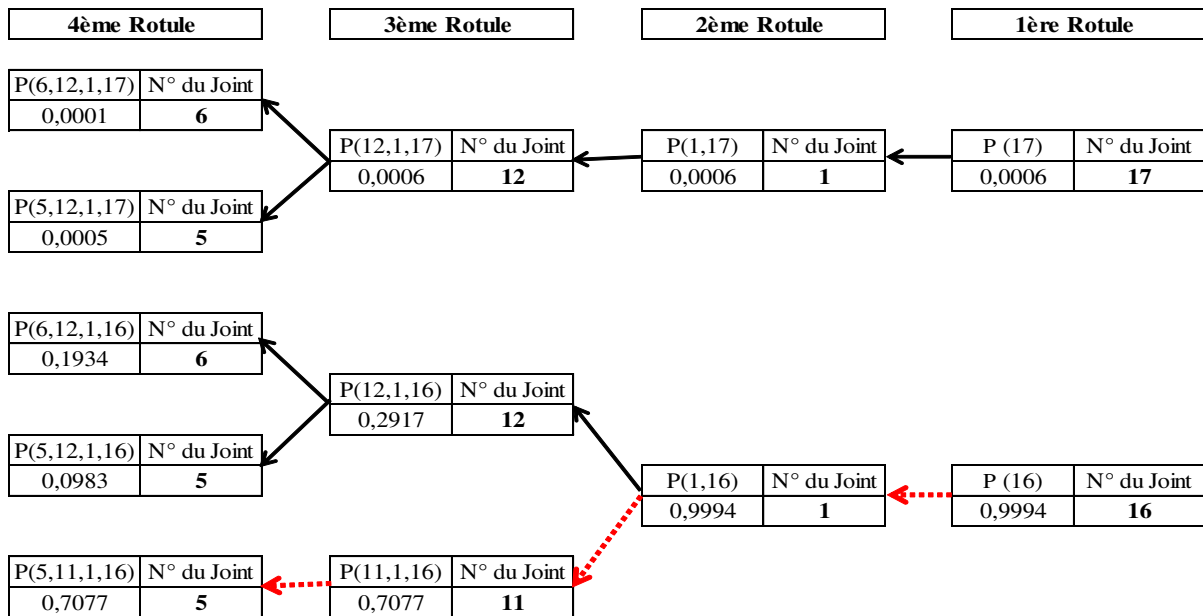 4ème Rotule 3ème Rotule 2ème Rotule 1ère Rotule
P(6,12,1,17) N° du Joint
0,0001 6
P(12,1,17) N° du Joint P(1,17) N° du Joint P (17) N° du Joint
0,0006 12 0,0006 1 0,0006 17
P(5,12,1,17) N° du Joint
0,0005 5
P(6,12,1,16) N° du Joint
0,1934 6
P(12,1,16) N° du Joint
0,2917 12
P(5,12,1,16) N° du Joint
0,0983 5
P(1,16) N° du Joint P (16) N° du Joint
0,9994 1 0,9994 16
P(5,11,1,16) N° du Joint P(11,1,16) N° du Joint
0,7077 5 0,7077 11